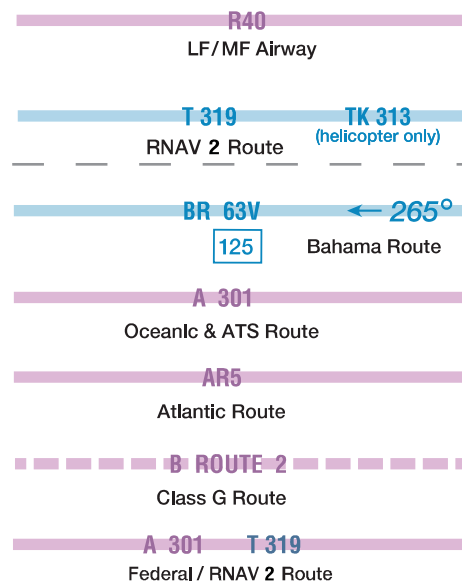 R40
LF/MF Airway
T 319 TK 313
(helicopter only)
RNAV 2 Route
BR 63V ← 265°
125
Bahama Route
A 301
Oceanic & ATS Route
AR5
Atlantic Route
B ROUTE 2
Class G Route
A 301 T 319
Federal / RNAV 2 Route